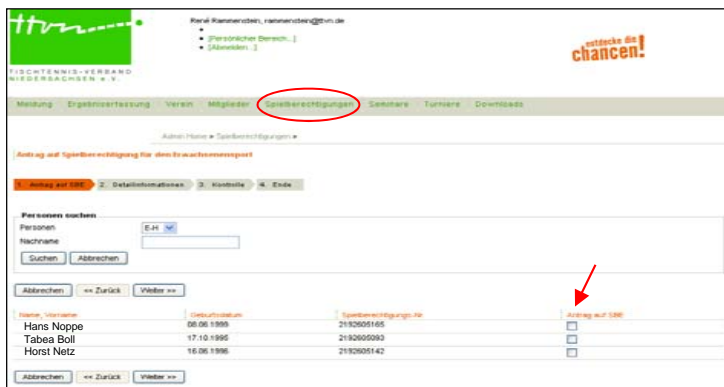 ttvn
René Rammenstein, rammenstein@ttvn.de
[Persönlicher Bereich...]
[Abmelden...]
entdecke die
chancen!
TISCHTENNIS-VERBAND
NIEDERSACHSEN e.V.
Meldung Ergebniserfassung Verein Mitglieder Spielberechtigungen Seminare Turniere Downloads
Admin Home » Spielberechtigungen »
Antrag auf Spielberechtigung für den Erwachsenensport
1. Antrag auf SBE 2. Detailinformationen 3. Kontrolle 4. Ende
Personen suchen
Personen E-H
Nachname
Suchen Abbrechen
Abbrechen << Zurück Weiter >>
Name, Vorname Geburtsdatum Spielberechtigungs-Nr Antrag auf SBE
Hans Noppe 08.06.1999 2192605165
Tabea Boll 17.10.1995 2192605093
Horst Netz 16.06.1996 2192605142
Abbrechen << Zurück Weiter >>